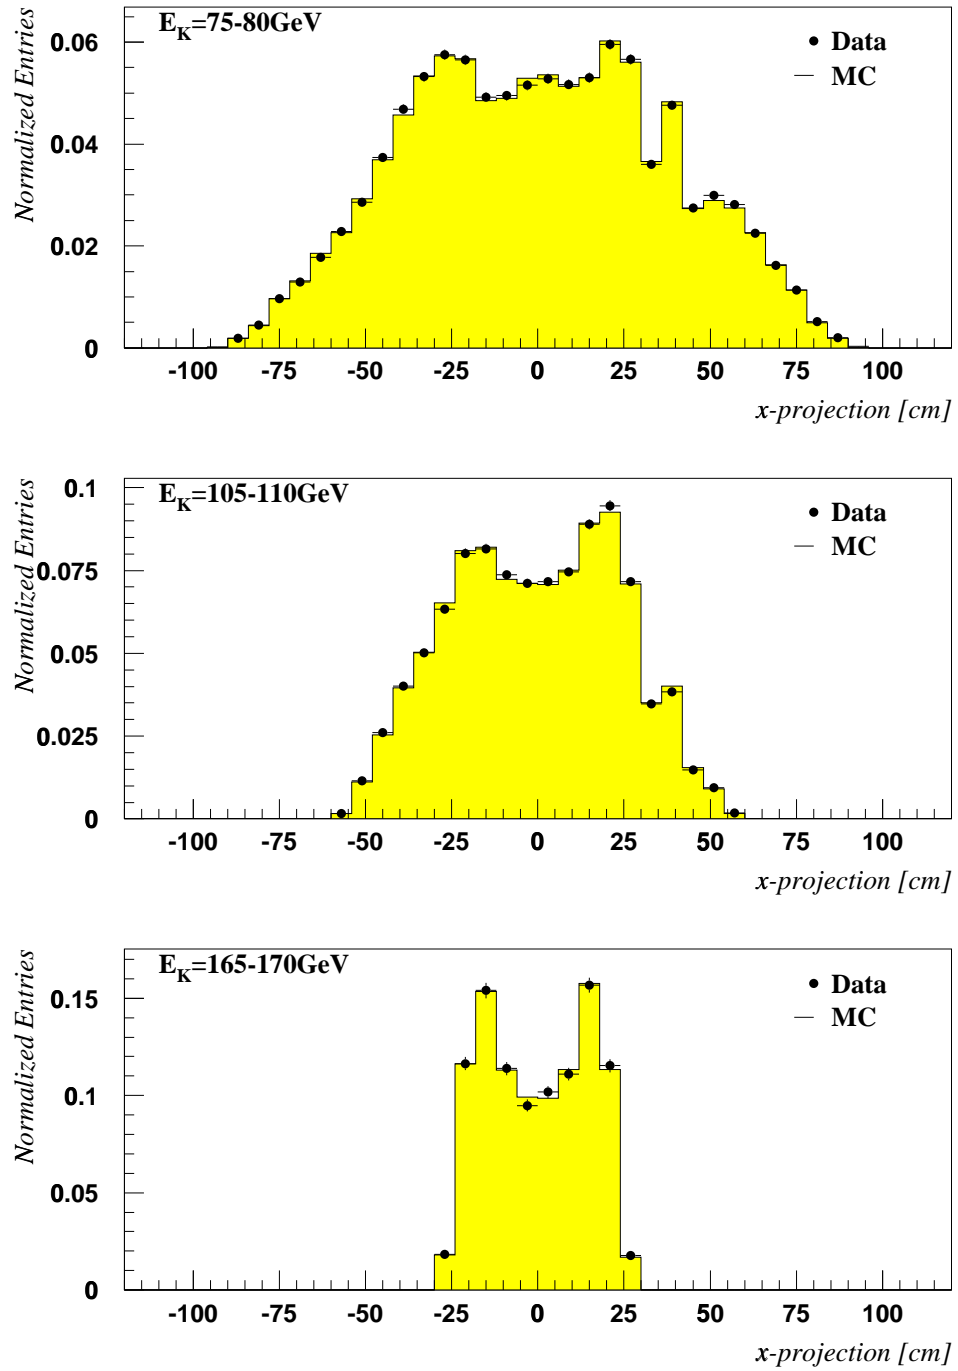 E_K=75-80GeV
Normalized Entries
Data
MC
0.06
0.04
0.02
0
-100 -75 -50 -25 0 25 50 75 100
x-projection [cm]
E_K=105-110GeV
Normalized Entries
Data
MC
0.1
0.075
0.05
0.025
0
-100 -75 -50 -25 0 25 50 75 100
x-projection [cm]
E_K=165-170GeV
Normalized Entries
Data
MC
0.15
0.1
0.05
0
-100 -75 -50 -25 0 25 50 75 100
x-projection [cm]